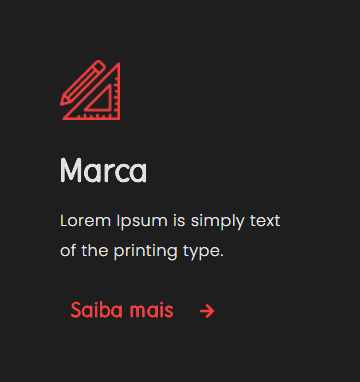 Marca
Lorem Ipsum is simply text
of the printing type.
Saiba mais →